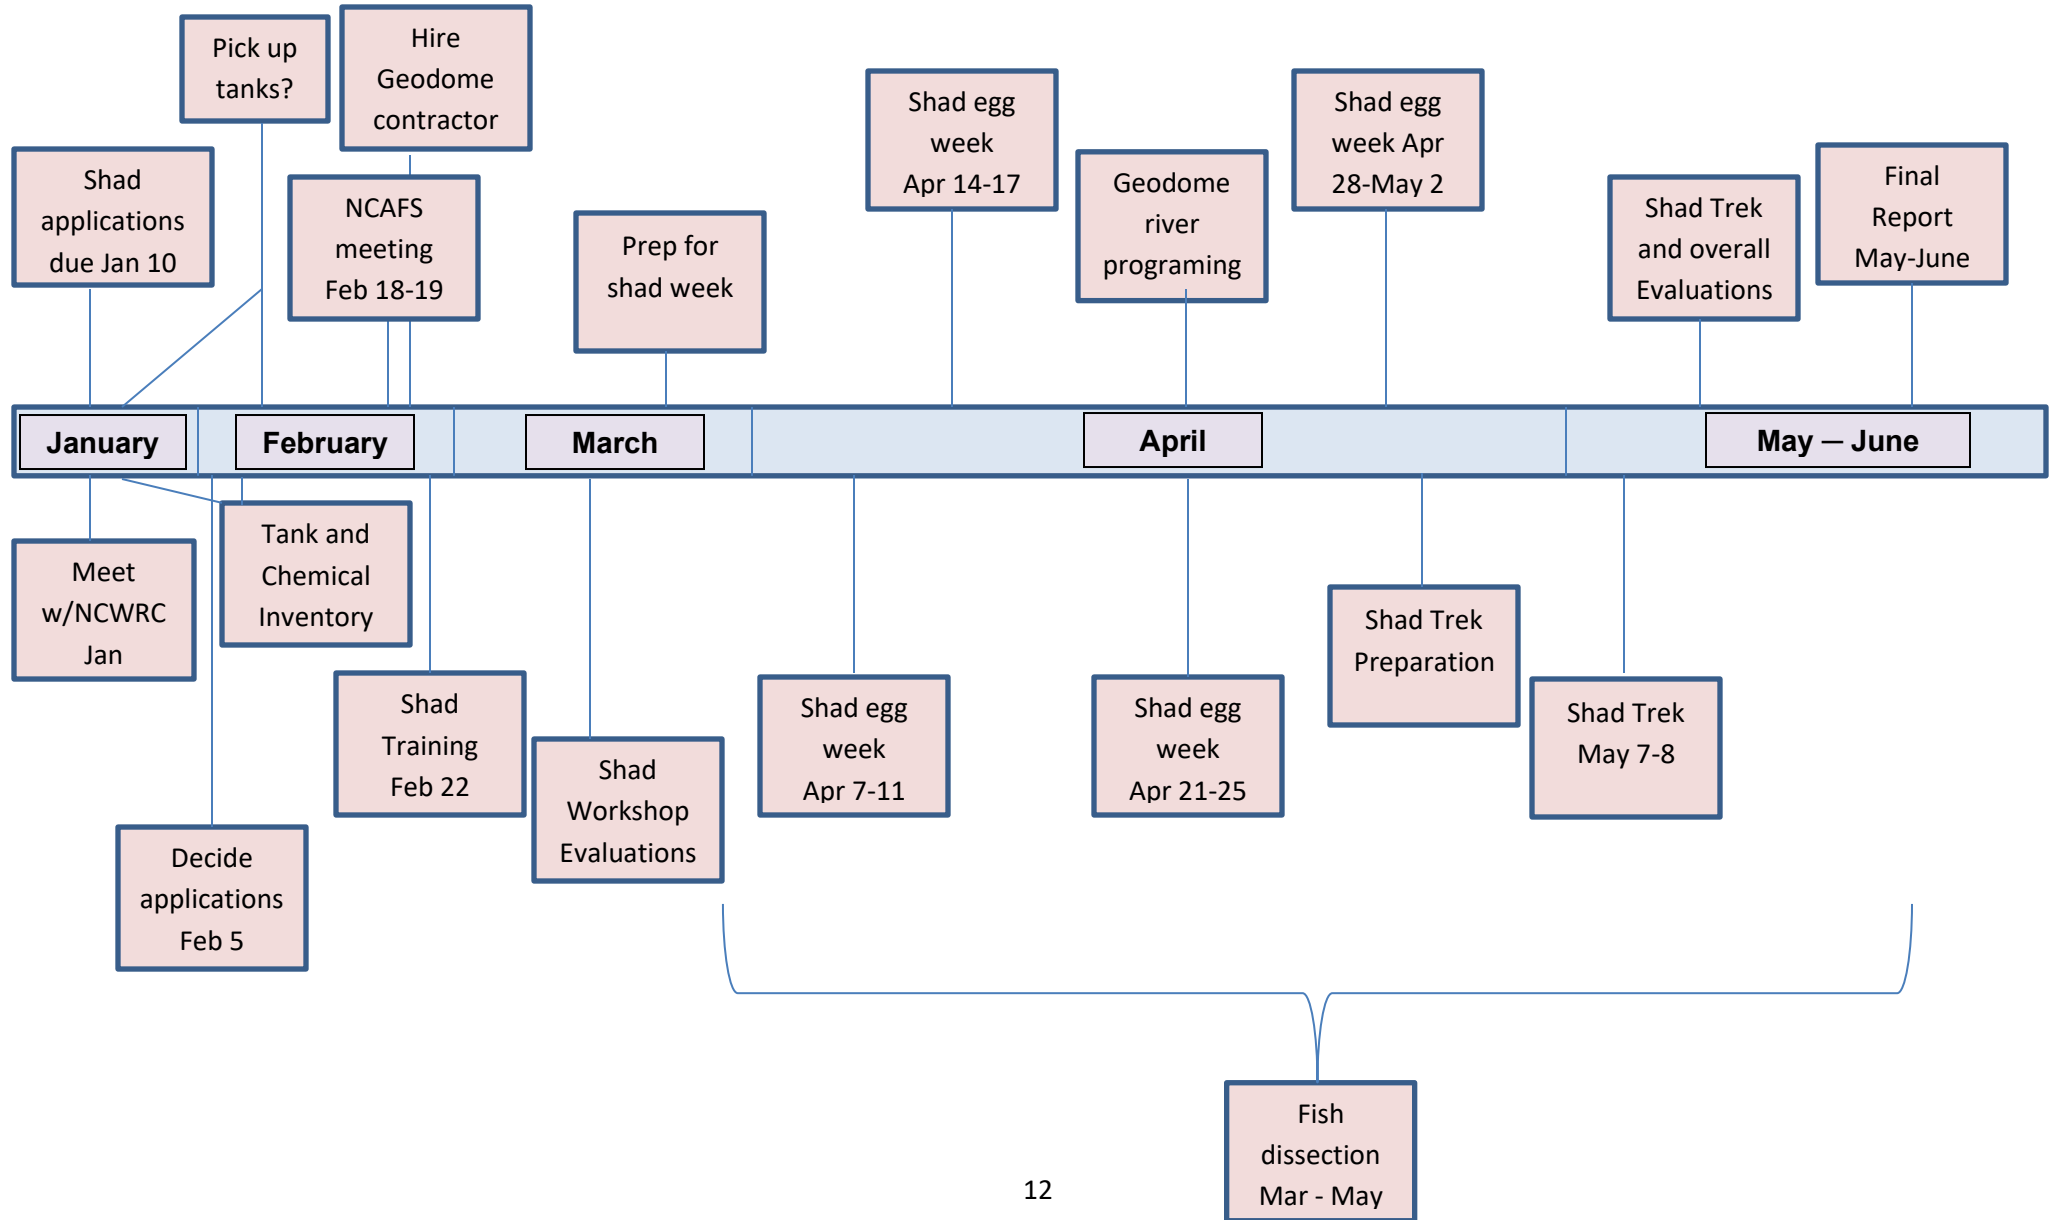 Pick up
tanks?
Hire
Geodome
contractor
Shad
applications
due Jan 10
NCAFS
meeting
Feb 18-19
Prep for
shad week
Shad egg
week
Apr 14-17
Geodome
river
programing
Shad egg
week Apr
28-May 2
Shad Trek
and overall
Evaluations
Final
Report
May-June
January
February
March
April
May — June
Meet
w/NCWRC
Jan
Tank and
Chemical
Inventory
Decide
applications
Feb 5
Shad
Training
Feb 22
Shad
Workshop
Evaluations
Shad egg
week
Apr 7-11
Shad egg
week
Apr 21-25
Shad Trek
Preparation
Shad Trek
May 7-8
Fish
dissection
Mar - May
12